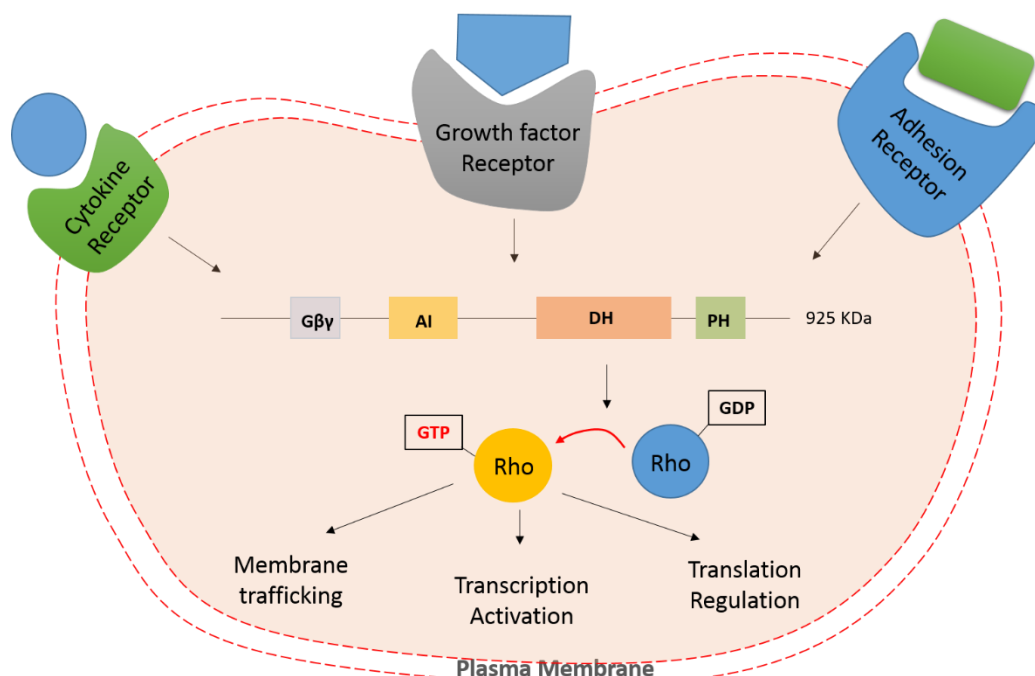 Growth factor
Receptor
Cytokine
Receptor
Adhesion
Receptor
Gβγ
AI
DH
PH
925 KDa
GTP
GDP
Rho
Rho
Membrane
trafficking
Transcription
Activation
Translation
Regulation
Plasma Membrane